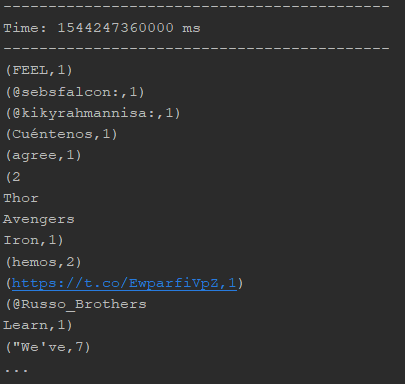 -------------------------------------------
Time: 1544247360000 ms
-------------------------------------------
(FEEL,1)
(@sebsfalcon:,1)
(@kikyrahmannisa:,1)
(Cuéntenos,1)
(agree,1)
(2
Thor
Avengers
Iron,1)
(hemos,2)
(https://t.co/EwparfiVpZ,1)
(@Russo_Brothers
Learn,1)
("We've,7)
...